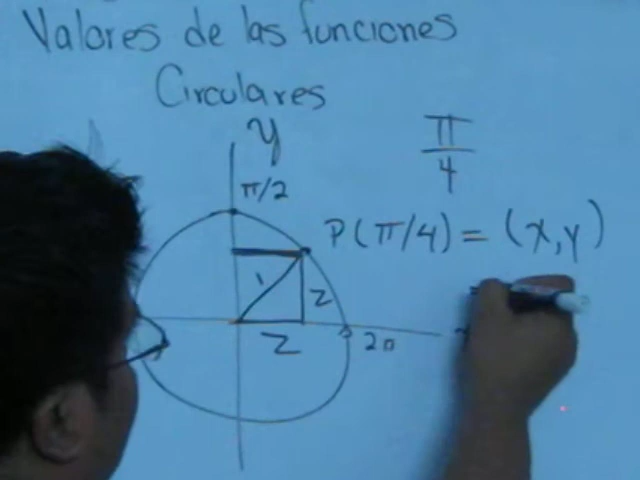 Valores de las funciones
Circulares
y
π
4
π/2
P(π/4) = (x,y)
1
z
z